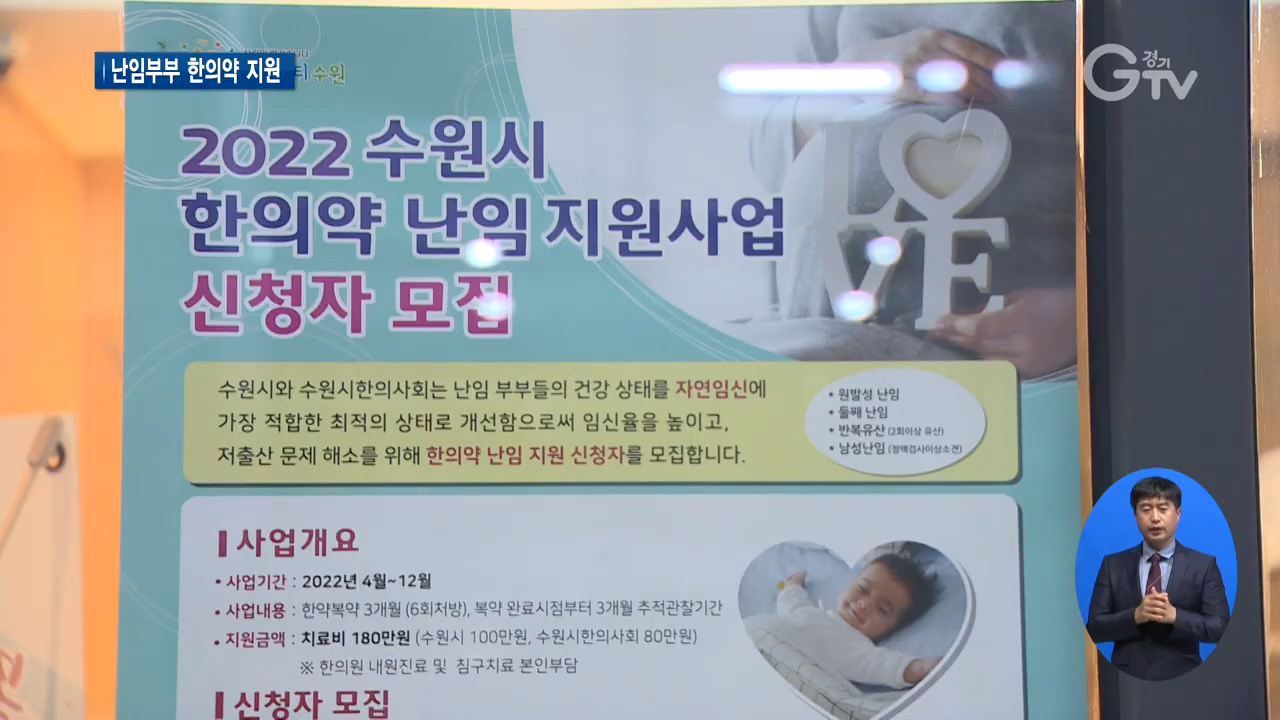 난임부부 한의약 지원
수원
경기
GTV
2022 수원시
한의약 난임 지원사업
신청자 모집
LOVE
수원시와 수원시한의사회는 난임 부부들의 건강 상태를 자연임신에
가장 적합한 최적의 상태로 개선함으로써 임신율을 높이고,
저출산 문제 해소를 위해 한의약 난임 지원 신청자를 모집합니다.
* 원발성 난임
* 둘째 난임
* 반복유산 (2회이상 유산)
* 남성난임 (정액검사이상소견)
사업개요
• 사업기간 : 2022년 4월~12월
• 사업내용 : 한약복약 3개월 (6회처방), 복약 완료시점부터 3개월 추적관찰기간
• 지원금액 : 치료비 180만원 (수원시 100만원, 수원시한의사회 80만원)
※ 한의원 내원진료 및 침구치료 본인부담
신청자 모집